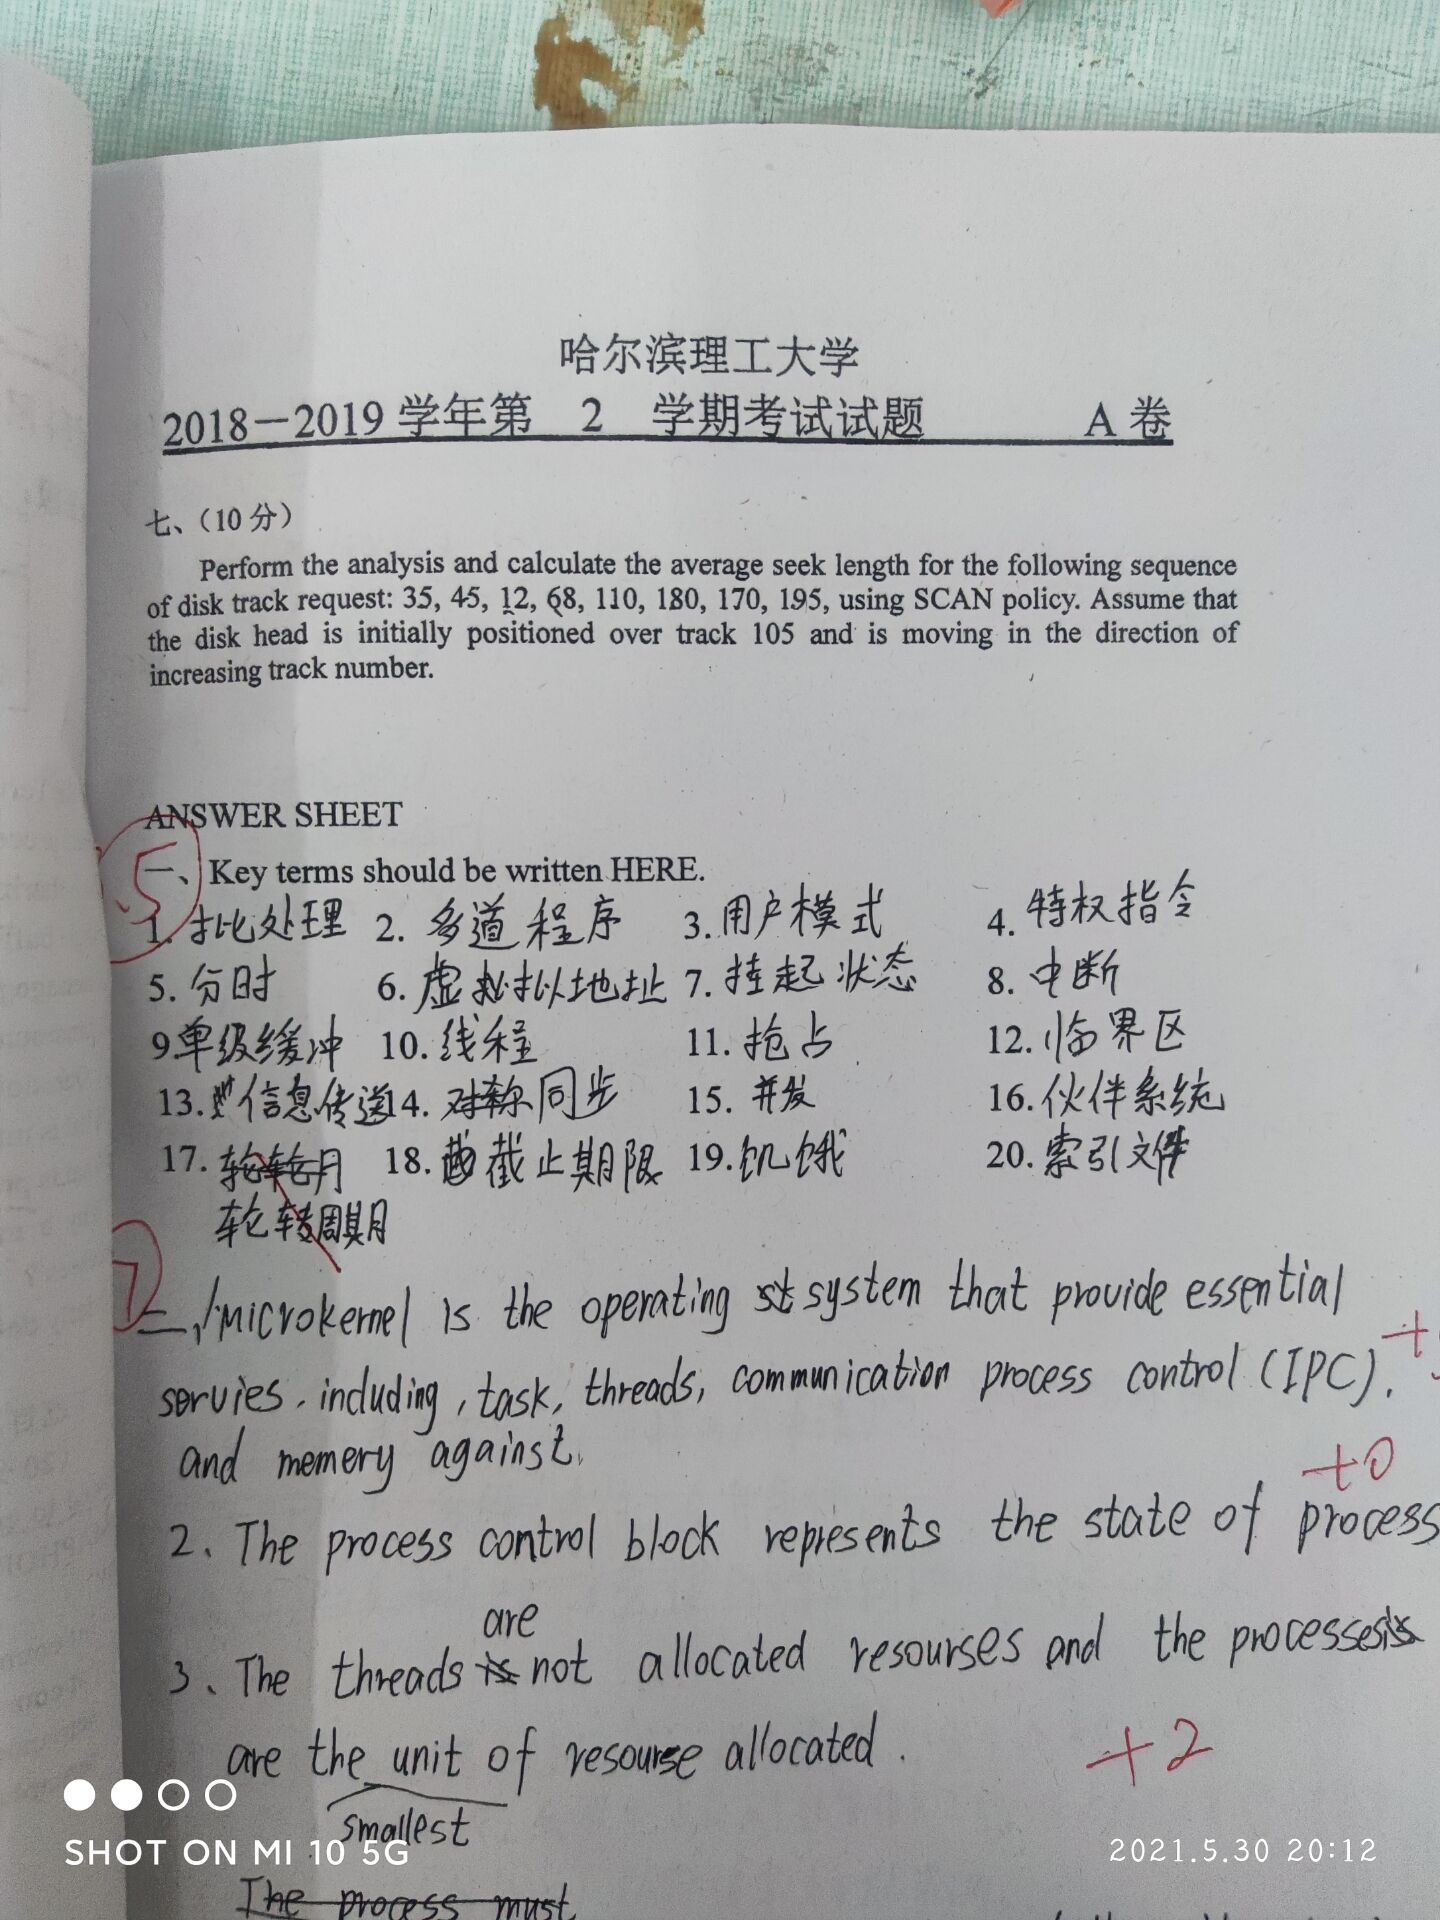 哈尔滨理工大学
2018－2019 学年第 2 学期考试试题 A 卷
七、（10 分）
Perform the analysis and calculate the average seek length for the following sequence
of disk track request: 35, 45, 12, 68, 110, 180, 170, 195, using SCAN policy. Assume that
the disk head is initially positioned over track 105 and is moving in the direction of
increasing track number.
ANSWER SHEET
5
一、Key terms should be written HERE.
1. 批处理 2. 多道程序 3. 用户模式 4. 特权指令
5. 分时 6. 虚拟地址 7. 挂起状态 8. 中断
9 单级缓冲 10. 线程 11. 抢占 12. 临界区
13. 信息传递 14. 对称同步 15. 并发 16. 伙伴系统
17. 轮轮月 18. 截止期限 19. 饥饿 20. 索引文件
轮转周期
7
二、1 Microkernel is the operating st system that provide essential
servies, including, task, threads, communication process control (IPC).
and memery against.
+0
2、The process control block represents the state of process
are
3、The threads is not allocated resourses and the processes is
are the unit of resourse allocated.
+2
smallest
The process must
SHOT ON MI 10 5G
2021.5.30 20:12